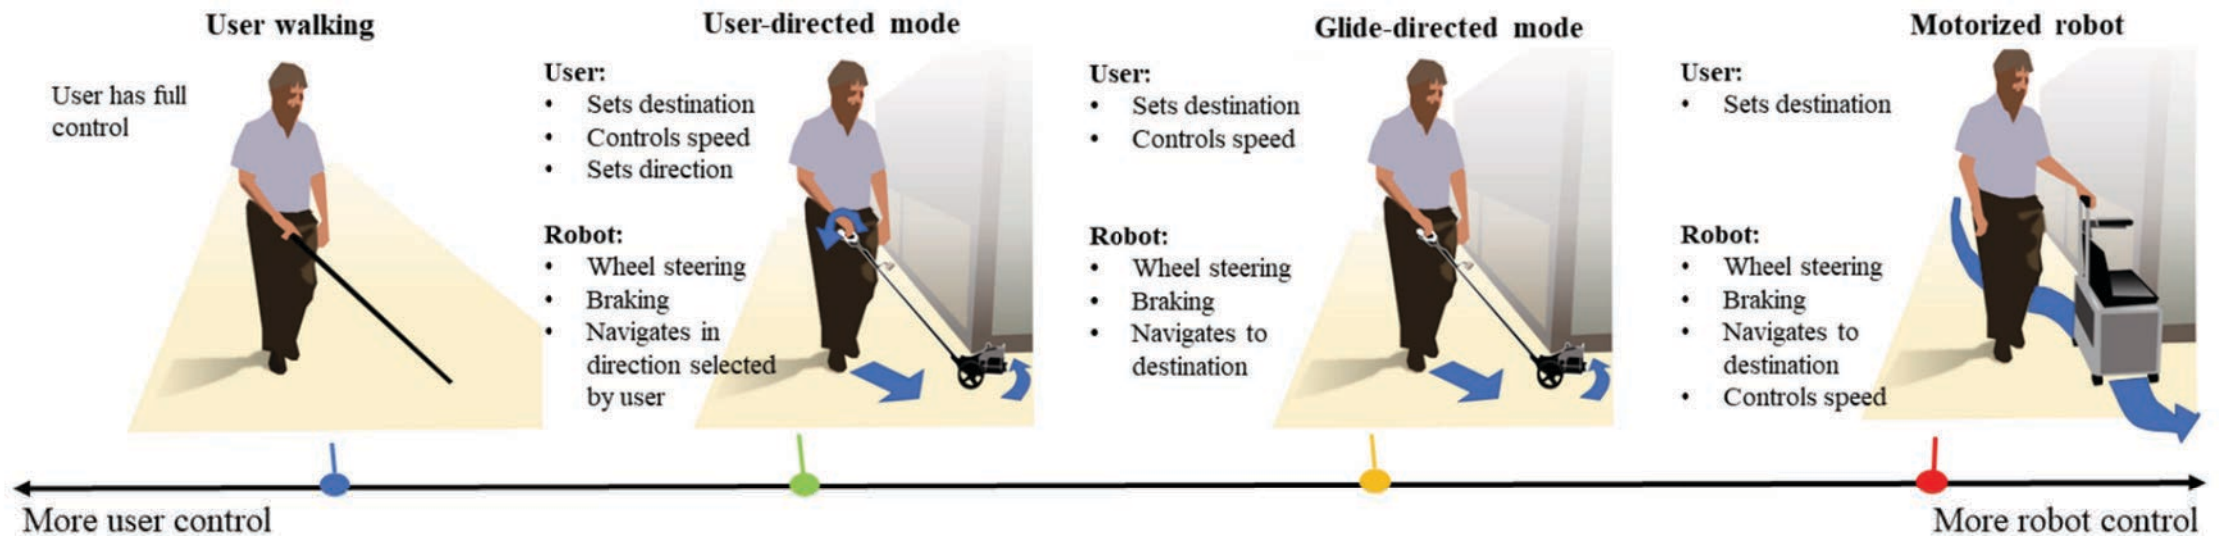 User walking
User has full
control
User-directed mode
User:
• Sets destination
• Controls speed
• Sets direction
Robot:
• Wheel steering
• Braking
• Navigates in
direction selected
by user
Glide-directed mode
User:
• Sets destination
• Controls speed
Robot:
• Wheel steering
• Braking
• Navigates to
destination
Motorized robot
User:
• Sets destination
Robot:
• Wheel steering
• Braking
• Navigates to
destination
• Controls speed
More user control
More robot control